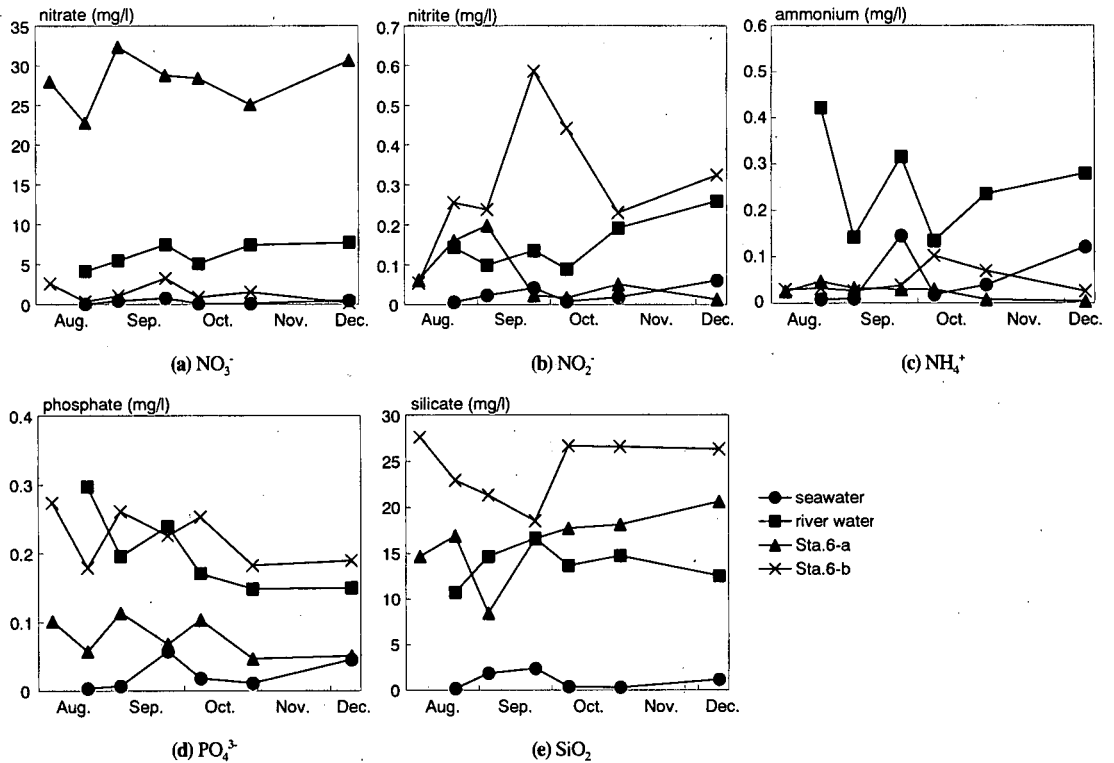 nitrate (mg/l)
35
30
25
20
15
10
5
0
Aug. Sep. Oct. Nov. Dec.
(a) NO₃⁻
nitrite (mg/l)
0.7
0.6
0.5
0.4
0.3
0.2
0.1
0
Aug. Sep. Oct. Nov. Dec.
(b) NO₂⁻
ammonium (mg/l)
0.6
0.5
0.4
0.3
0.2
0.1
0
Aug. Sep. Oct. Nov. Dec.
(c) NH₄⁺
phosphate (mg/l)
0.4
0.3
0.2
0.1
0
Aug. Sep. Oct. Nov. Dec.
(d) PO₄³⁻
silicate (mg/l)
30
25
20
15
10
5
0
Aug. Sep. Oct. Nov. Dec.
(e) SiO₂
seawater
river water
Sta.6-a
Sta.6-b